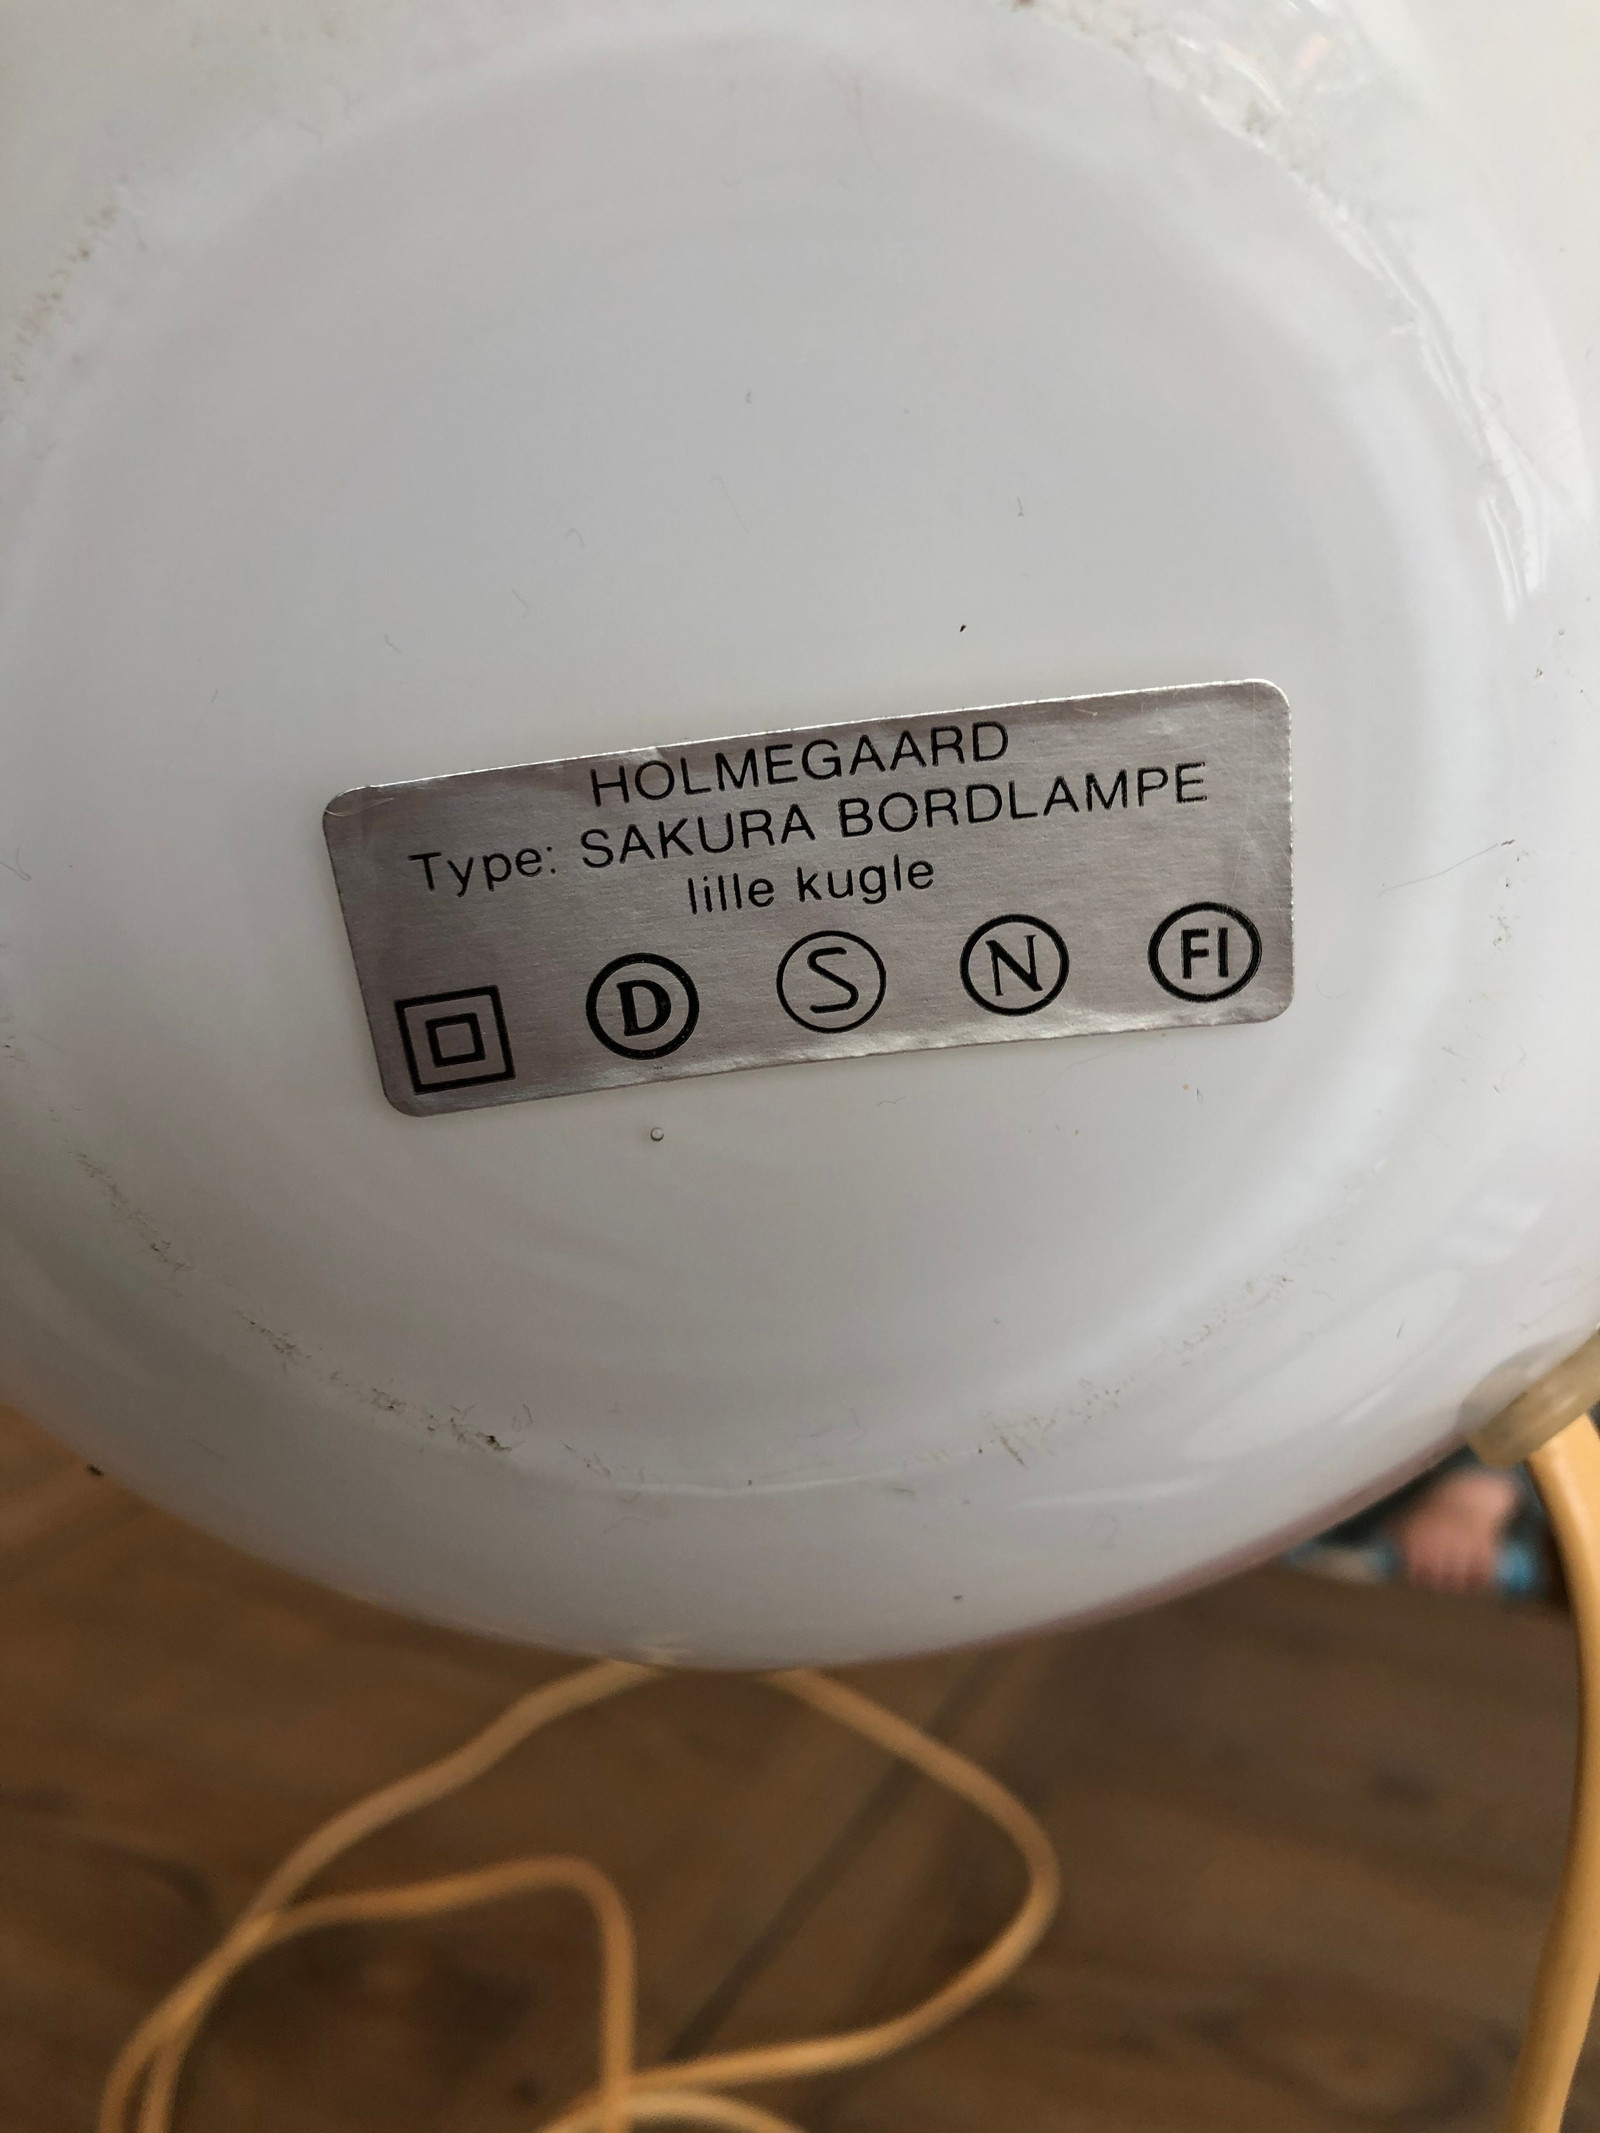 HOLMEGAARD
Type: SAKURA BORDLAMPE
lille kugle
D S N FI